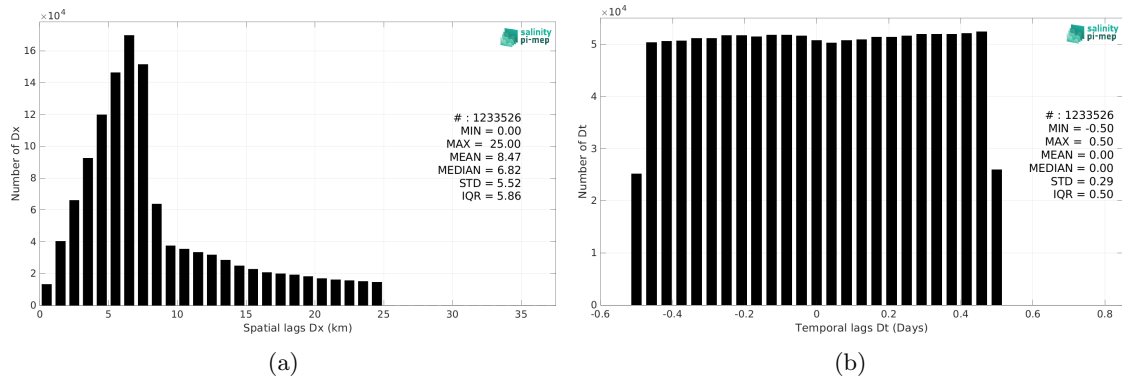 ×10⁴
salinity
pi-mep
16
14
12
10
8
6
4
2
0
Number of Dx
# : 1233526
MIN = 0.00
MAX = 25.00
MEAN = 8.47
MEDIAN = 6.82
STD = 5.52
IQR = 5.86
0 5 10 15 20 25 30 35
Spatial lags Dx (km)
(a)
×10⁴
salinity
pi-mep
5
4
3
2
1
0
Number of Dt
# : 1233526
MIN = -0.50
MAX = 0.50
MEAN = 0.00
MEDIAN = 0.00
STD = 0.29
IQR = 0.50
-0.6 -0.4 -0.2 0 0.2 0.4 0.6 0.8
Temporal lags Dt (Days)
(b)